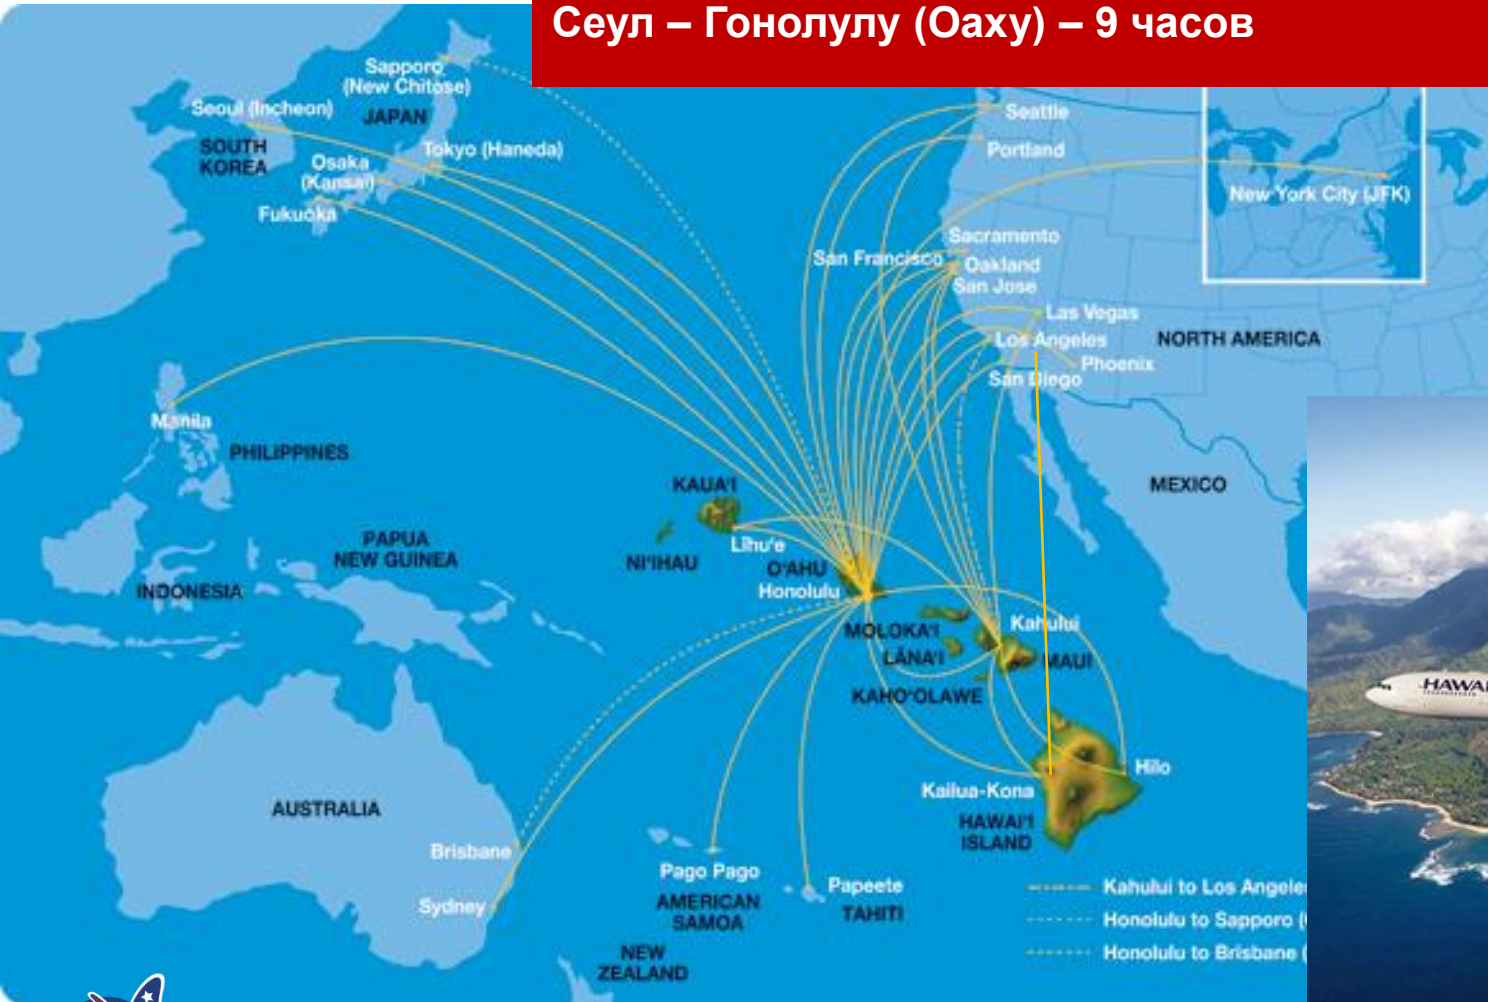 Сеул – Гонолулу (Оаху) – 9 часов
Sapporo
(New Chitose)
JAPAN
Seoul (Incheon)
SOUTH
KOREA
Tokyo (Haneda)
Osaka
(Kansai)
Fukuoka
Seattle
Portland
New York City (JFK)
Sacramento
San Francisco
Oakland
San Jose
Las Vegas
Los Angeles
NORTH AMERICA
Phoenix
San Diego
Manila
PHILIPPINES
MEXICO
KAUA'I
PAPUA
NEW GUINEA
Līhu'e
NI'IHAU
O'AHU
INDONESIA
Honolulu
Kahului
MOLOKA'I
LĀNA'I
MAUI
KAHO'OLAWE
HAWAI
Hilo
Kailua-Kona
HAWAI'I
ISLAND
AUSTRALIA
Brisbane
Pago Pago
AMERICAN
SAMOA
Papeete
TAHITI
Sydney
NEW
ZEALAND
Kahului to Los Angeles
Honolulu to Sapporo (
Honolulu to Brisbane (